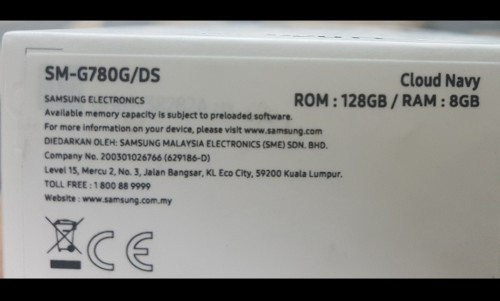 SM-G780G/DS
Cloud Navy
ROM : 128GB / RAM : 8GB
SAMSUNG ELECTRONICS
Available memory capacity is subject to preloaded software.
For more information on your device, please visit www.samsung.com
DIEDARKAN OLEH: SAMSUNG MALAYSIA ELECTRONICS (SME) SDN. BHD.
Company No. 200301026766 (629186-D)
Level 15, Mercu 2, No. 3, Jalan Bangsar, KL Eco City, 59200 Kuala Lumpur.
TOLL FREE : 1 800 88 9999
Website : www.samsung.com.my
CE